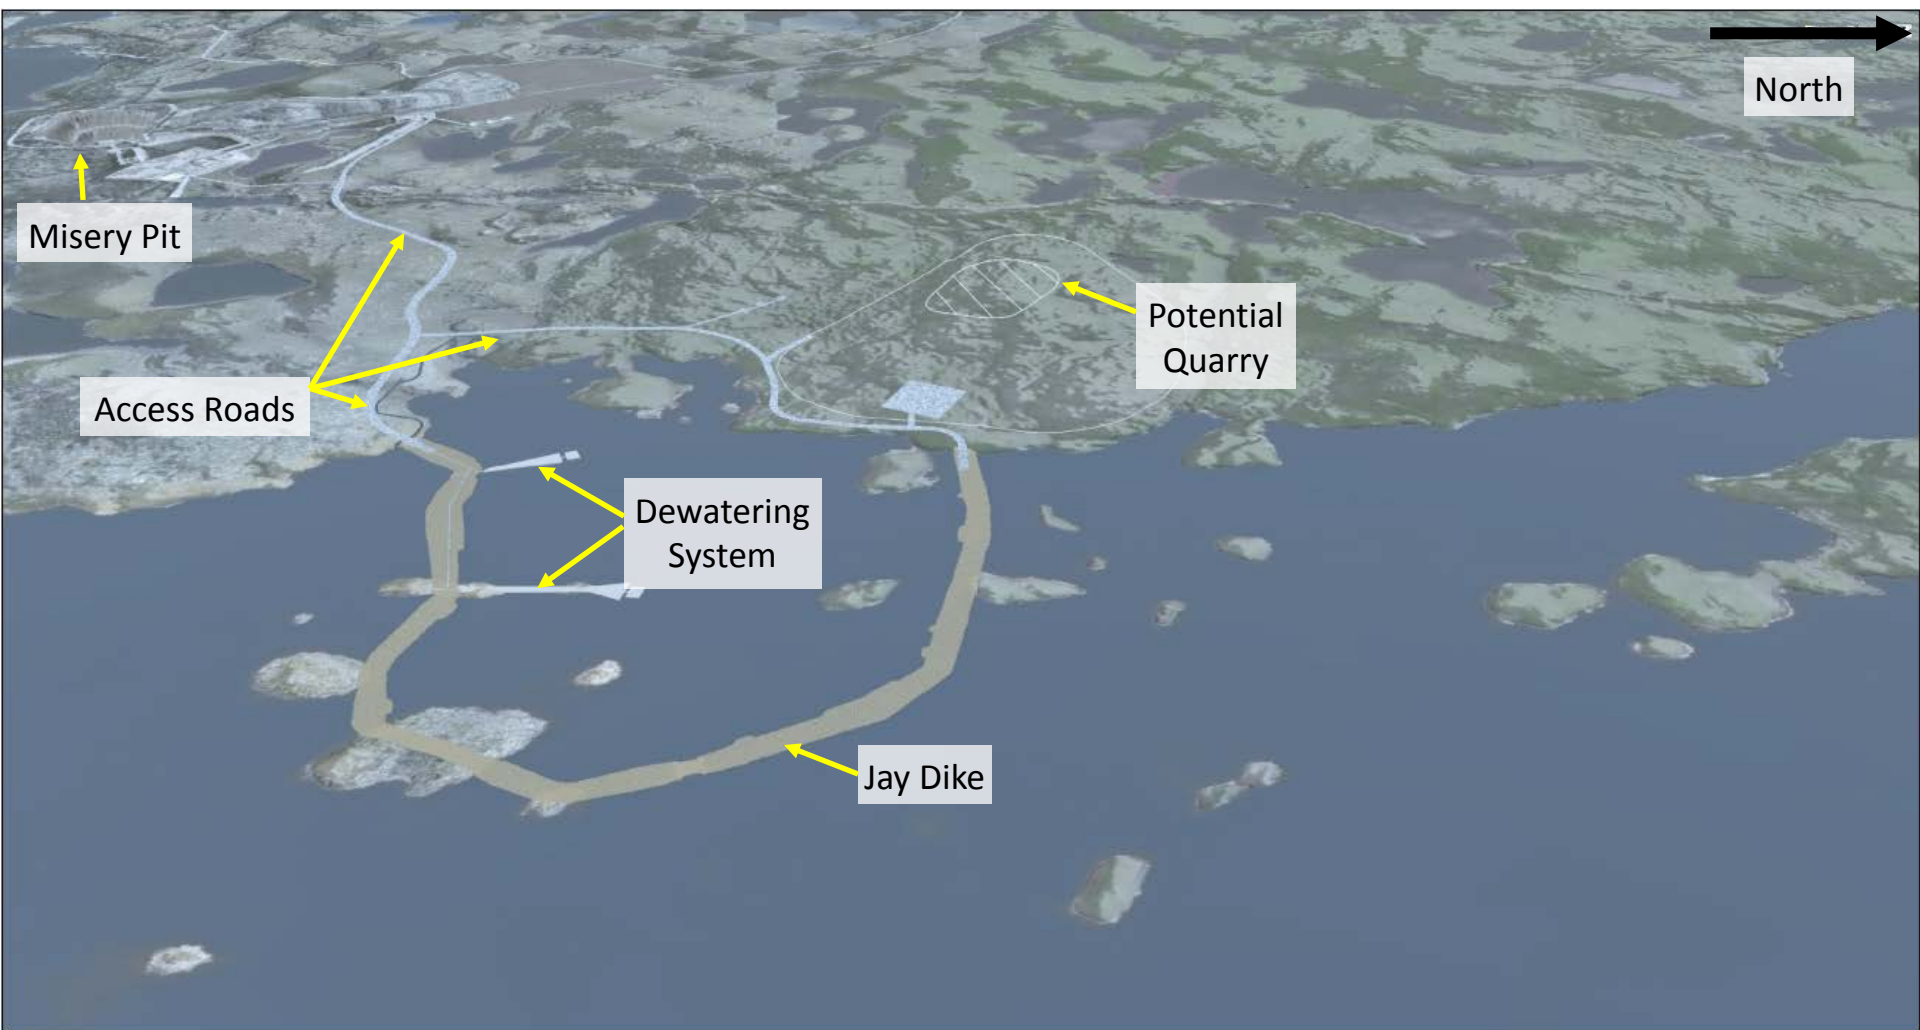 North
Misery Pit
Potential
Quarry
Access Roads
Dewatering
System
Jay Dike